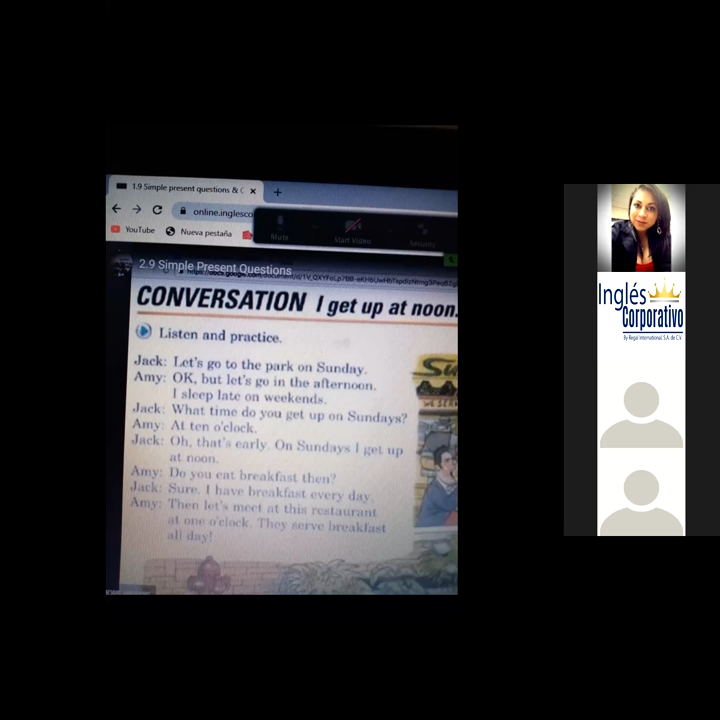 1.9 Simple present questions & C
online.inglesco
YouTube
Nueva pestaña
Mute
Start Video
Security
2.9 Simple Present Questions
CONVERSATION I get up at noon.
Listen and practice.
Jack: Let's go to the park on Sunday.
Amy: OK, but let's go in the afternoon.
I sleep late on weekends.
Jack: What time do you get up on Sundays?
Amy: At ten o'clock.
Jack: Oh, that's early. On Sundays I get up
at noon.
Amy: Do you eat breakfast then?
Jack: Sure. I have breakfast every day.
Amy: Then let's meet at this restaurant
at one o'clock. They serve breakfast
all day!
Su
WE SERV
Inglés
Corporativo
By Regal International, S.A. de C.V.